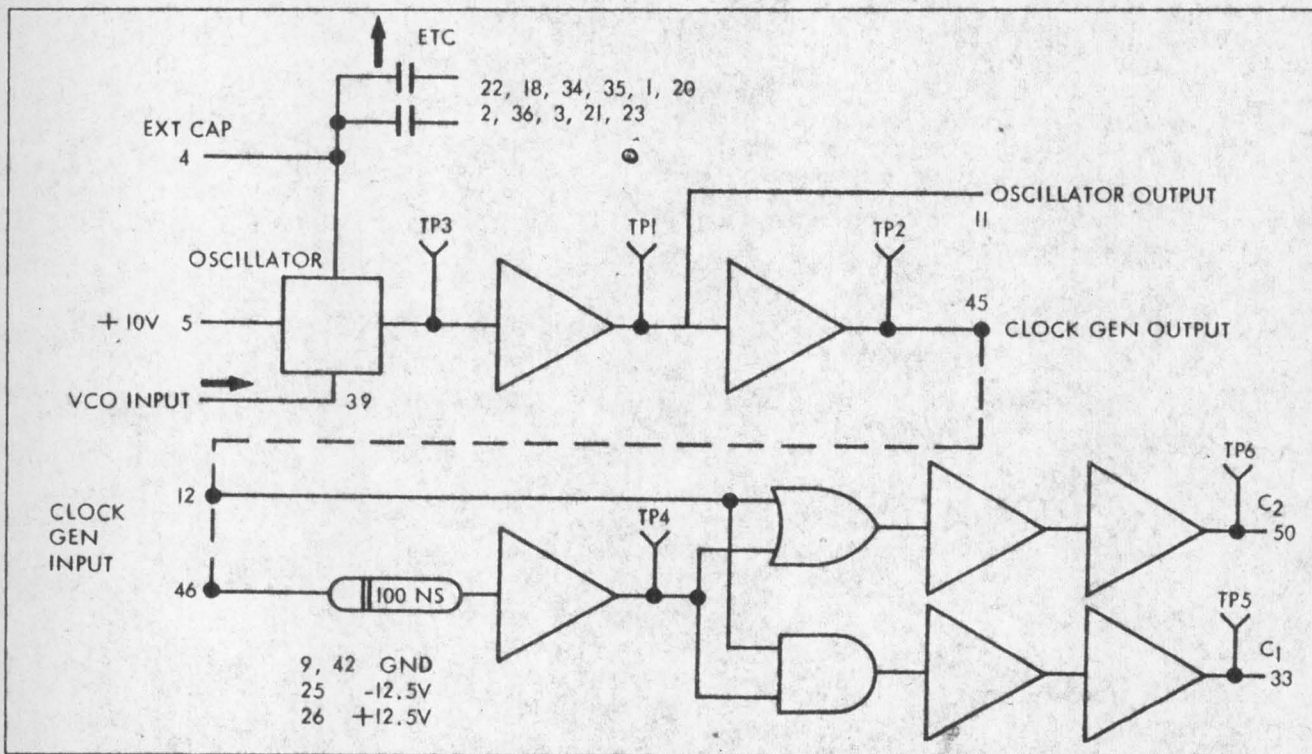 ETC
22, 18, 34, 35, 1, 20
2, 36, 3, 21, 23
EXT CAP
4
OSCILLATOR OUTPUT
11
TP3
TP1
TP2
OSCILLATOR
+ 10V 5
45
CLOCK GEN OUTPUT
VCO INPUT
39
12
CLOCK
GEN
INPUT
46
100 NS
TP4
TP6
C2
50
TP5
C1
33
9, 42 GND
25 -12.5V
26 +12.5V